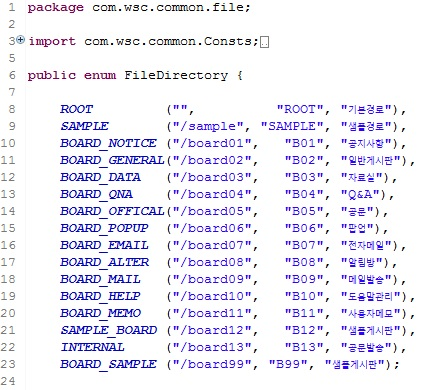 1 package com.wsc.common.file;
2
3 import com.wsc.common.Consts;
5
6 public enum FileDirectory {
7
8 ROOT ("", "ROOT", "기본경로"),
9 SAMPLE ("/sample", "SAMPLE", "샘플경로"),
10 BOARD_NOTICE ("/board01", "B01", "공지사항"),
11 BOARD_GENERAL("/board02", "B02", "일반게시판"),
12 BOARD_DATA ("/board03", "B03", "자료실"),
13 BOARD_QNA ("/board04", "B04", "Q&A"),
14 BOARD_OFFICAL("/board05", "B05", "공문"),
15 BOARD_POPUP ("/board06", "B06", "팝업"),
16 BOARD_EMAIL ("/board07", "B07", "전자메일"),
17 BOARD_ALTER ("/board08", "B08", "알림방"),
18 BOARD_MAIL ("/board09", "B09", "메일발송"),
19 BOARD_HELP ("/board10", "B10", "도움말관리"),
20 BOARD_MEMO ("/board11", "B11", "사용자메모"),
21 SAMPLE_BOARD ("/board12", "B12", "샘플게시판"),
22 INTERNAL ("/board13", "B13", "공문발송"),
23 BOARD_SAMPLE ("/board99", "B99", "샘플게시판");
24